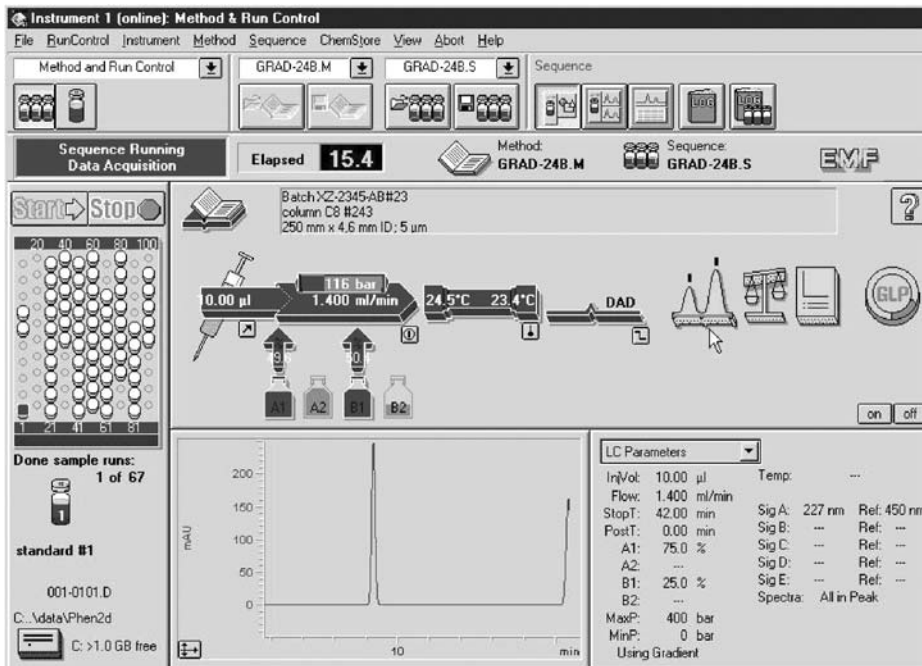 Instrument 1 (online): Method & Run Control
File RunControl Instrument Method Sequence ChemStore View Abort Help
Method and Run Control
GRAD-24B.M
GRAD-24B.S
Sequence
LOG
LOG
Sequence Running
Data Acquisition
Elapsed 15.4
Method:
GRAD-24B.M
Sequence:
GRAD-24B.S
EMF
Start Stop
Batch XZ-2345-AB#23
column C8 #243
250 mm x 4,6 mm ID; 5 µm
?
20 40 60 80 100
1 21 41 61 81
116 bar
10.00 µl
1.400 ml/min
24.5°C 23.4°C
DAD
GLP
49.6
50.4
A1 A2 B1 B2
on off
Done sample runs:
1 of 67
1
standard #1
001-0101.D
C:..\data\Phen2d
C: >1.0 GB free
mAU
200
150
100
50
0
10
min
LC Parameters
InjVol: 10.00 µl
Flow: 1.400 ml/min
StopT: 42.00 min
PostT: 0.00 min
A1: 75.0 %
A2: ---
B1: 25.0 %
B2: ---
MaxP: 400 bar
MinP: 0 bar
Using Gradient
Temp: ---
Sig A: 227 nm Ref: 450 nm
Sig B: --- Ref: ---
Sig C: --- Ref: ---
Sig D: --- Ref: ---
Sig E: --- Ref: ---
Spectra: All in Peak